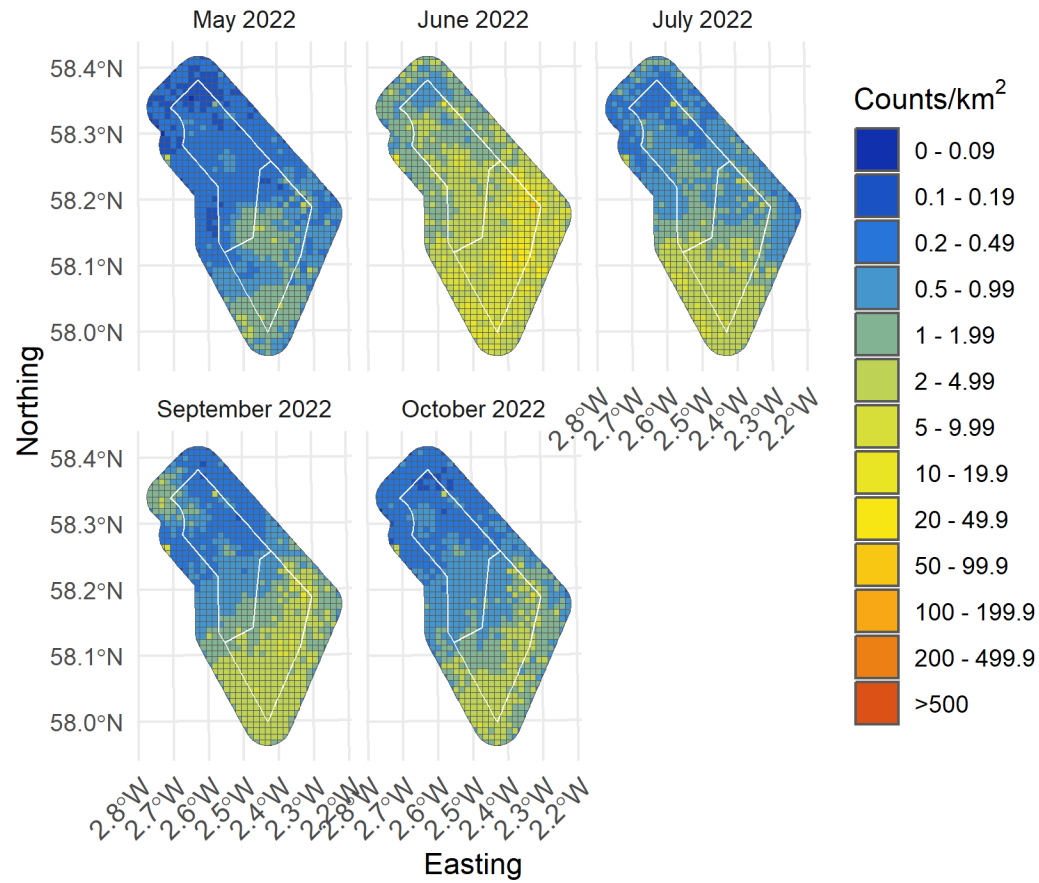 May 2022
June 2022
July 2022
58.4°N
58.3°N
58.2°N
58.1°N
58.0°N
2.8°W
2.7°W
2.6°W
2.5°W
2.4°W
2.3°W
2.2°W
Northing
September 2022
October 2022
58.4°N
58.3°N
58.2°N
58.1°N
58.0°N
2.8°W
2.7°W
2.6°W
2.5°W
2.4°W
2.3°W
2.2°W
2.8°W
2.7°W
2.6°W
2.5°W
2.4°W
2.3°W
2.2°W
Easting
Counts/km²
0 - 0.09
0.1 - 0.19
0.2 - 0.49
0.5 - 0.99
1 - 1.99
2 - 4.99
5 - 9.99
10 - 19.9
20 - 49.9
50 - 99.9
100 - 199.9
200 - 499.9
>500